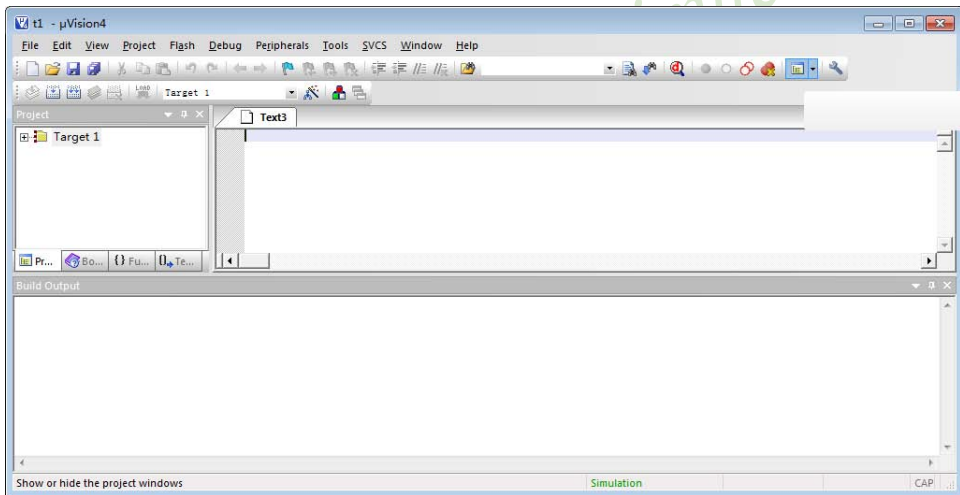 t1 - µVision4
File Edit View Project Flash Debug Peripherals Tools SVCS Window Help
LOAD Target 1
Project
Text3
Target 1
Pr... Bo... {} Fu... Te...
Build Output
Show or hide the project windows Simulation CAP